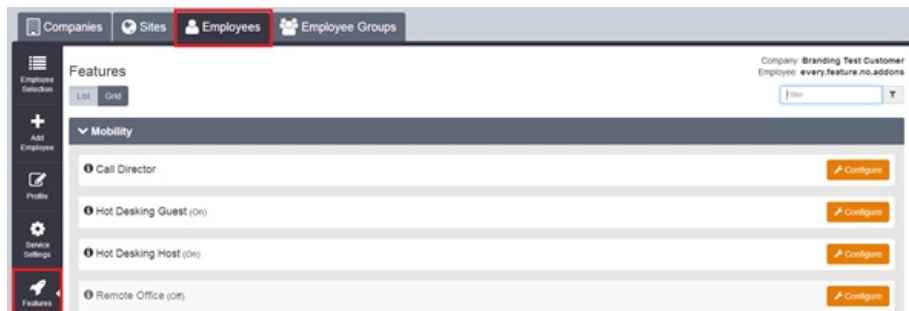 Companies
Sites
Employees
Employee Groups
Employee
Selection
Add
Employee
Profile
Service
Settings
Features
Features
Company: Branding Test Customer
Employee: every.feature.no.addons
List
Grid
Filter
Mobility
Call Director
Configure
Hot Desking Guest (On)
Configure
Hot Desking Host (On)
Configure
Remote Office (Off)
Configure